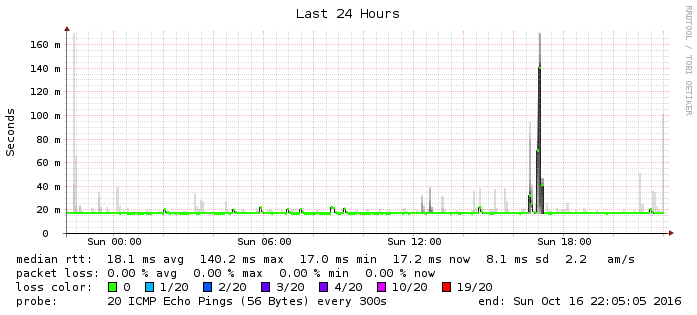 Last 24 Hours
RRDTOOL / TOBI OETIKER
Seconds
160 m
140 m
120 m
100 m
80 m
60 m
40 m
20 m
0
Sun 00:00 Sun 06:00 Sun 12:00 Sun 18:00
median rtt: 18.1 ms avg 140.2 ms max 17.0 ms min 17.2 ms now 8.1 ms sd 2.2 am/s
packet loss: 0.00 % avg 0.00 % max 0.00 % min 0.00 % now
loss color: 0 1/20 2/20 3/20 4/20 10/20 19/20
probe: 20 ICMP Echo Pings (56 Bytes) every 300s end: Sun Oct 16 22:05:05 2016